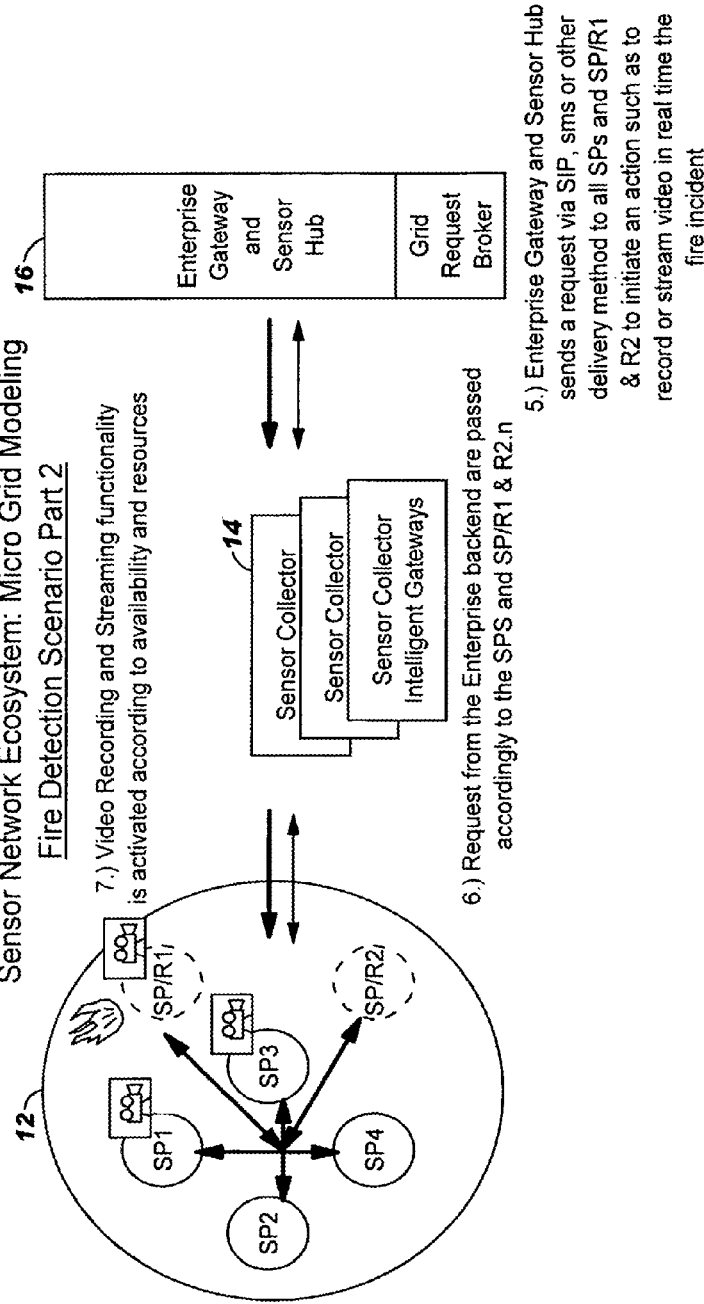 Sensor Network Ecosystem: Micro Grid Modeling
Fire Detection Scenario Part 2
12
SP1
SP2
SP3
SP4
SP/R1
SP/R2
7.) Video Recording and Streaming functionality
is activated according to availability and resources
14
Sensor Collector
Sensor Collector
Sensor Collector
Intelligent Gateways
6.) Request from the Enterprise backend are passed
accordingly to the SPS and SP/R1 & R2.n
16
Enterprise
Gateway
and
Sensor
Hub
Grid
Request
Broker
5.) Enterprise Gateway and Sensor Hub
sends a request via SIP, sms or other
delivery method to all SPs and SP/R1
& R2 to initiate an action such as to
record or stream video in real time the
fire incident